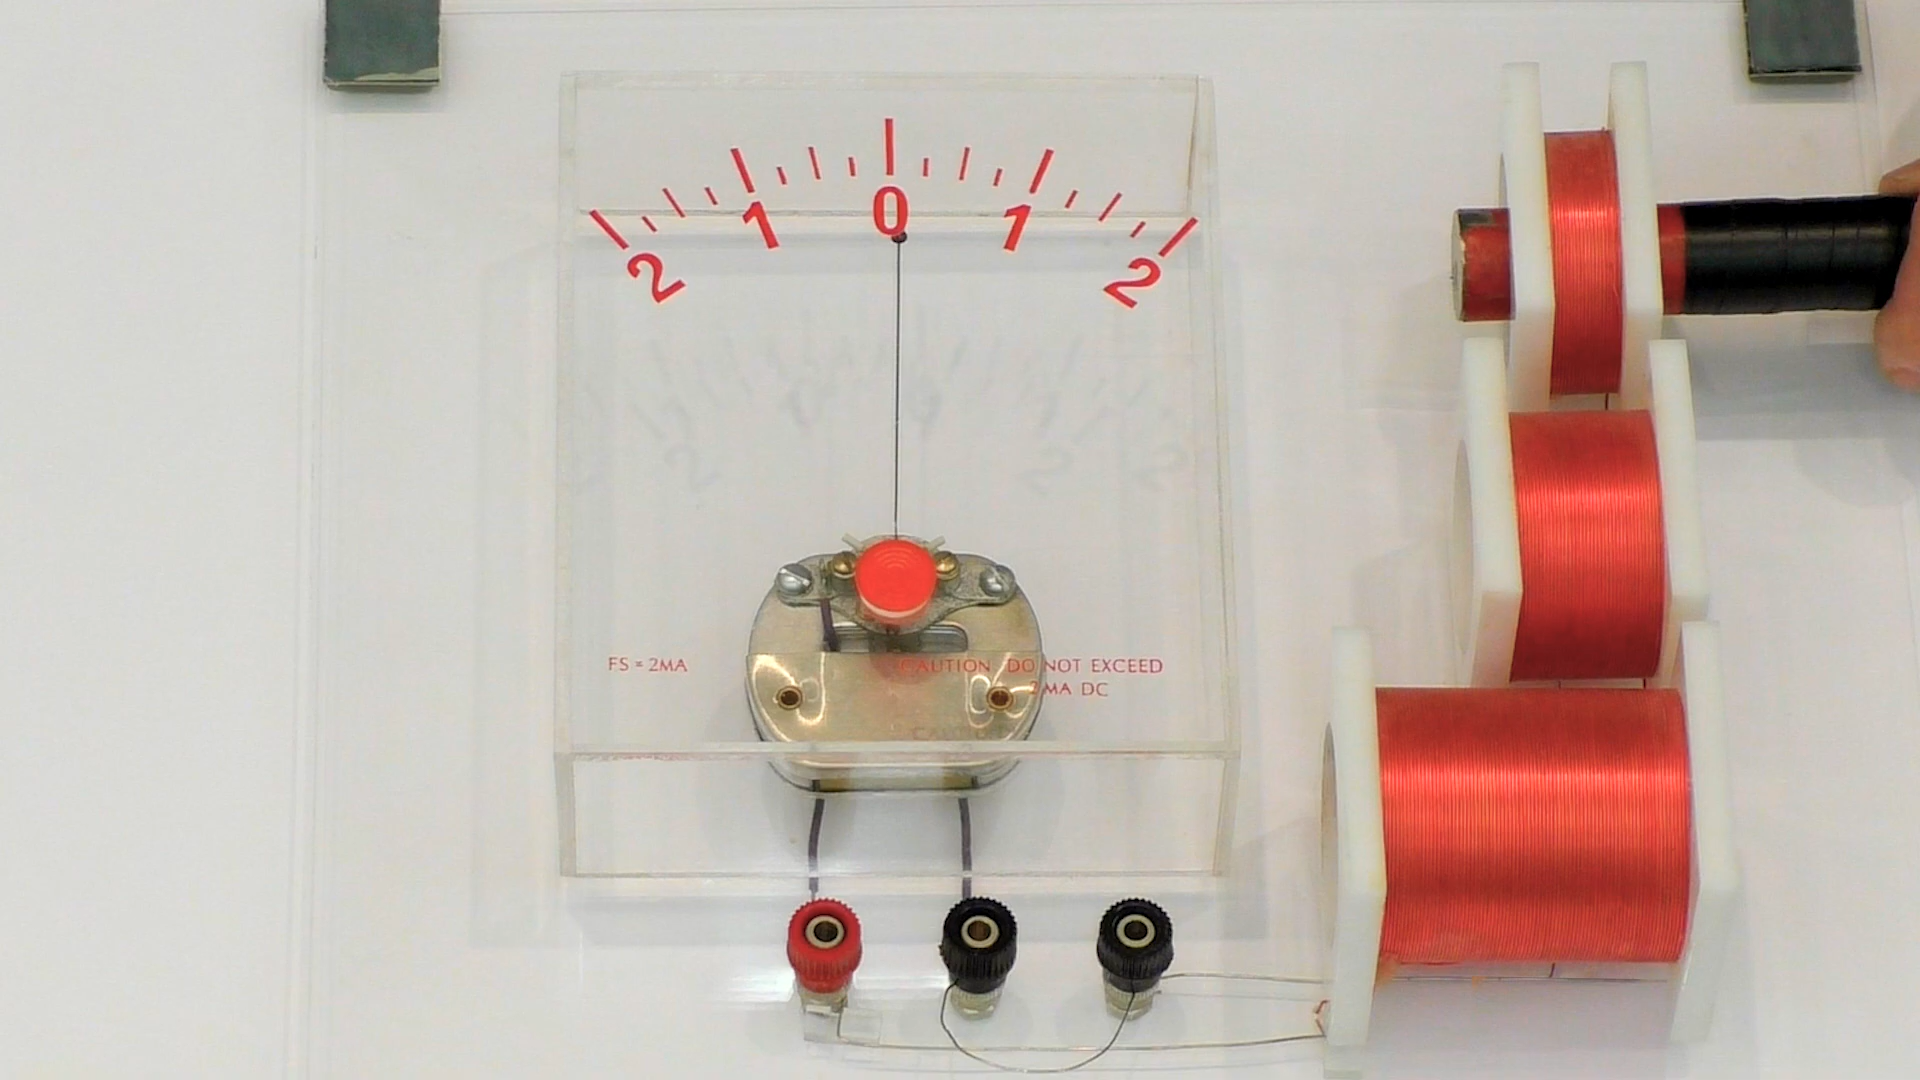 2 1 0 1 2
FS = 2MA
CAUTION DO NOT EXCEED
2MA DC